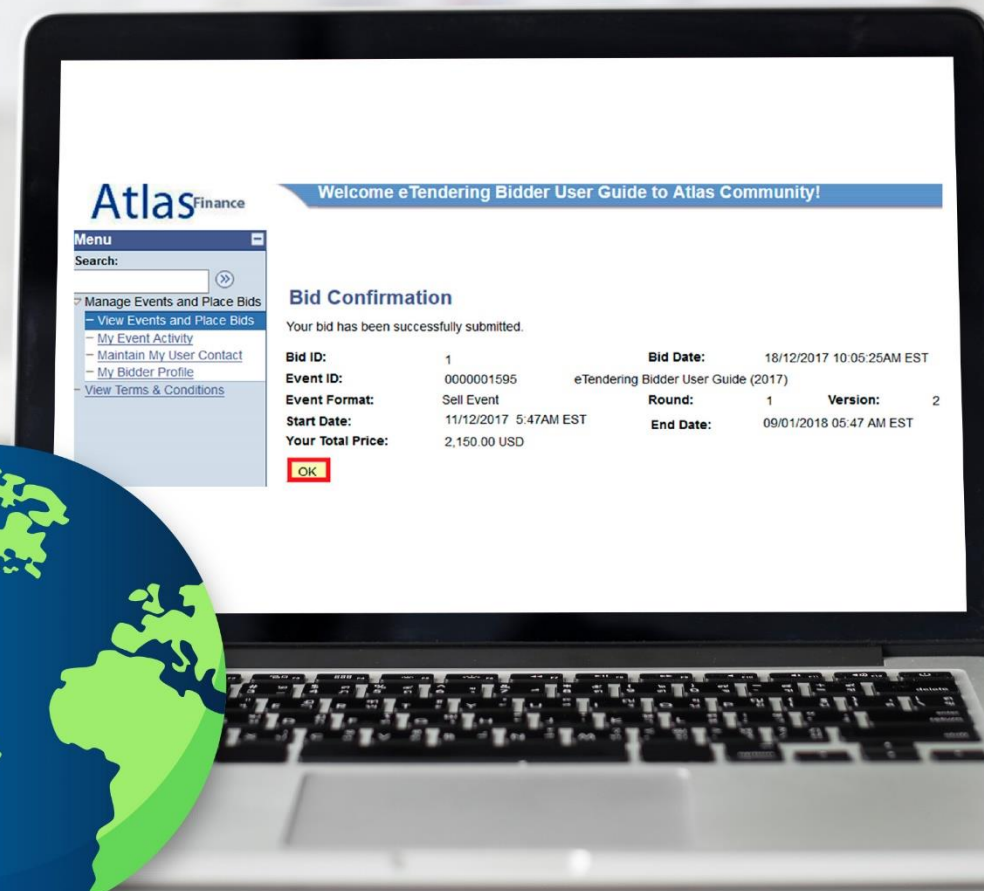 Atlas Finance
Welcome eTendering Bidder User Guide to Atlas Community!
Menu
Search:
Manage Events and Place Bids
View Events and Place Bids
My Event Activity
Maintain My User Contact
My Bidder Profile
View Terms & Conditions
Bid Confirmation
Your bid has been successfully submitted.
Bid ID: 1 Bid Date: 18/12/2017 10:05:25AM EST
Event ID: 0000001595 eTendering Bidder User Guide (2017)
Event Format: Sell Event Round: 1 Version: 2
Start Date: 11/12/2017 5:47AM EST End Date: 09/01/2018 05:47 AM EST
Your Total Price: 2,150.00 USD
OK
delete